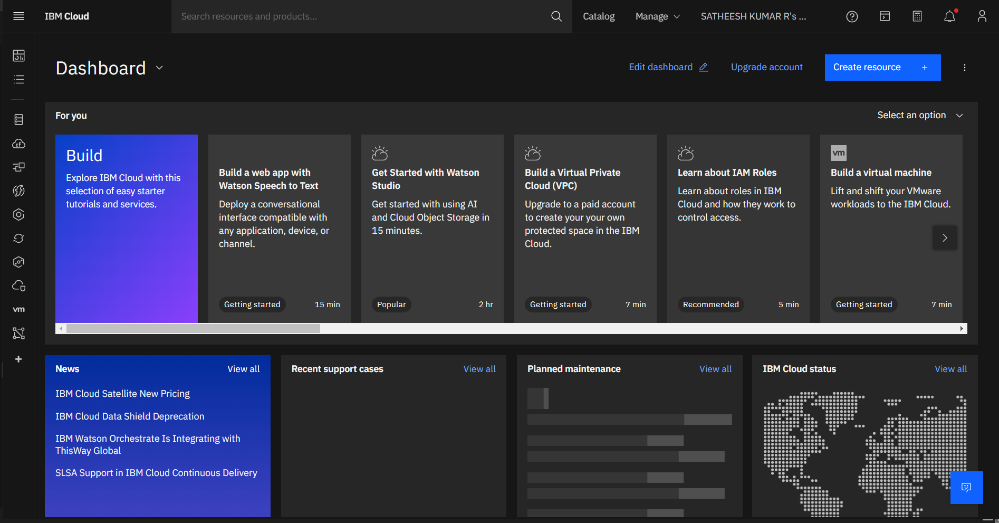 IBM Cloud
Search resources and products...
Catalog
Manage
SATHEESH KUMAR R's ...
Dashboard
Edit dashboard
Upgrade account
Create resource +
For you
Select an option
Build
Explore IBM Cloud with this
selection of easy starter
tutorials and services.
Build a web app with
Watson Speech to Text
Deploy a conversational
interface compatible with
any application, device, or
channel.
Getting started
15 min
Get Started with Watson
Studio
Get started with using AI
and Cloud Object Storage in
15 minutes.
Popular
2 hr
Build a Virtual Private
Cloud (VPC)
Upgrade to a paid account
to create your your own
protected space in the IBM
Cloud.
Getting started
7 min
Learn about IAM Roles
Learn about roles in IBM
Cloud and how they work to
control access.
Recommended
5 min
vm
Build a virtual machine
Lift and shift your VMware
workloads to the IBM Cloud.
Getting started
7 min
cf
vm
+
News
View all
IBM Cloud Satellite New Pricing
IBM Cloud Data Shield Deprecation
IBM Watson Orchestrate Is Integrating with
ThisWay Global
SLSA Support in IBM Cloud Continuous Delivery
Recent support cases
View all
Planned maintenance
View all
IBM Cloud status
View all